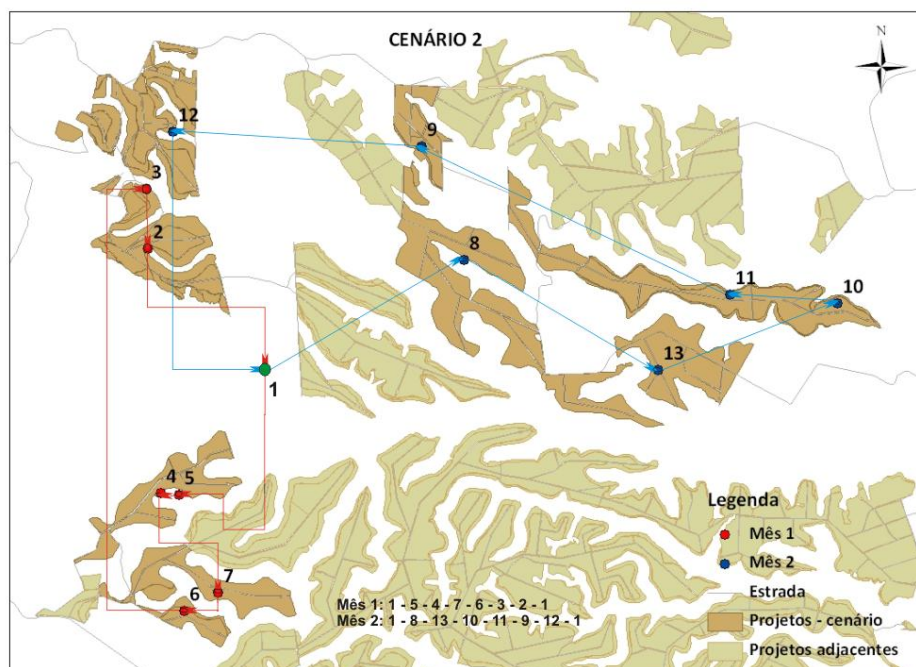 CENÁRIO 2
N
12
9
3
2
8
11
10
1
13
4 5
7
6
Legenda
Mês 1
Mês 2
Estrada
Projetos - cenário
Projetos adjacentes
Mês 1: 1 - 5 - 4 - 7 - 6 - 3 - 2 - 1
Mês 2: 1 - 8 - 13 - 10 - 11 - 9 - 12 - 1